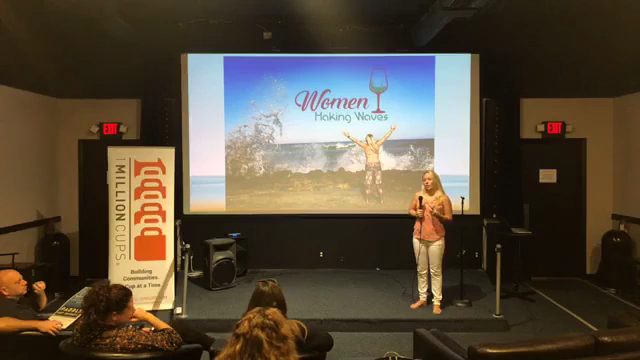 EXIT
Women
Making Waves
EXIT
1 MILLION CUPS
Building
Communities.
Cup at a Time.